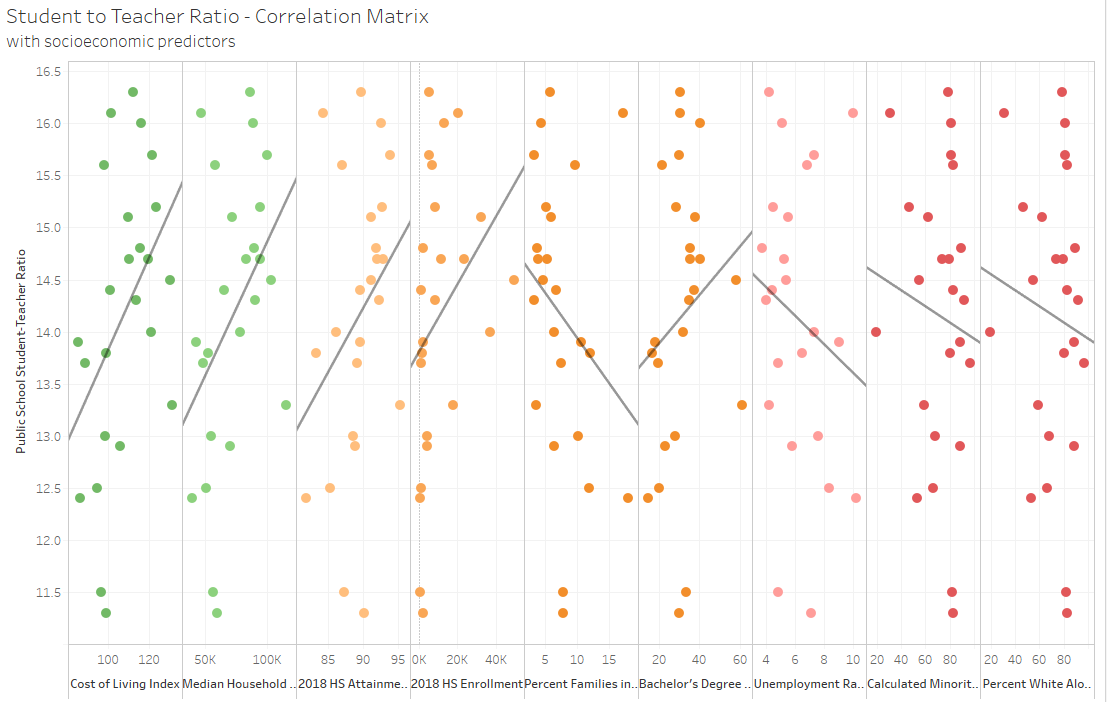 Student to Teacher Ratio - Correlation Matrix
with socioeconomic predictors
Public School Student-Teacher Ratio
16.5
16.0
15.5
15.0
14.5
14.0
13.5
13.0
12.5
12.0
11.5
100 120 50K 100K 85 90 95 0K 20K 40K 5 10 15 20 40 60 4 6 8 10 20 40 60 80 20 40 60 80
Cost of Living Index Median Household .. 2018 HS Attainme.. 2018 HS Enrollment Percent Families in.. Bachelor's Degree .. Unemployment Ra.. Calculated Minorit.. Percent White Alo..